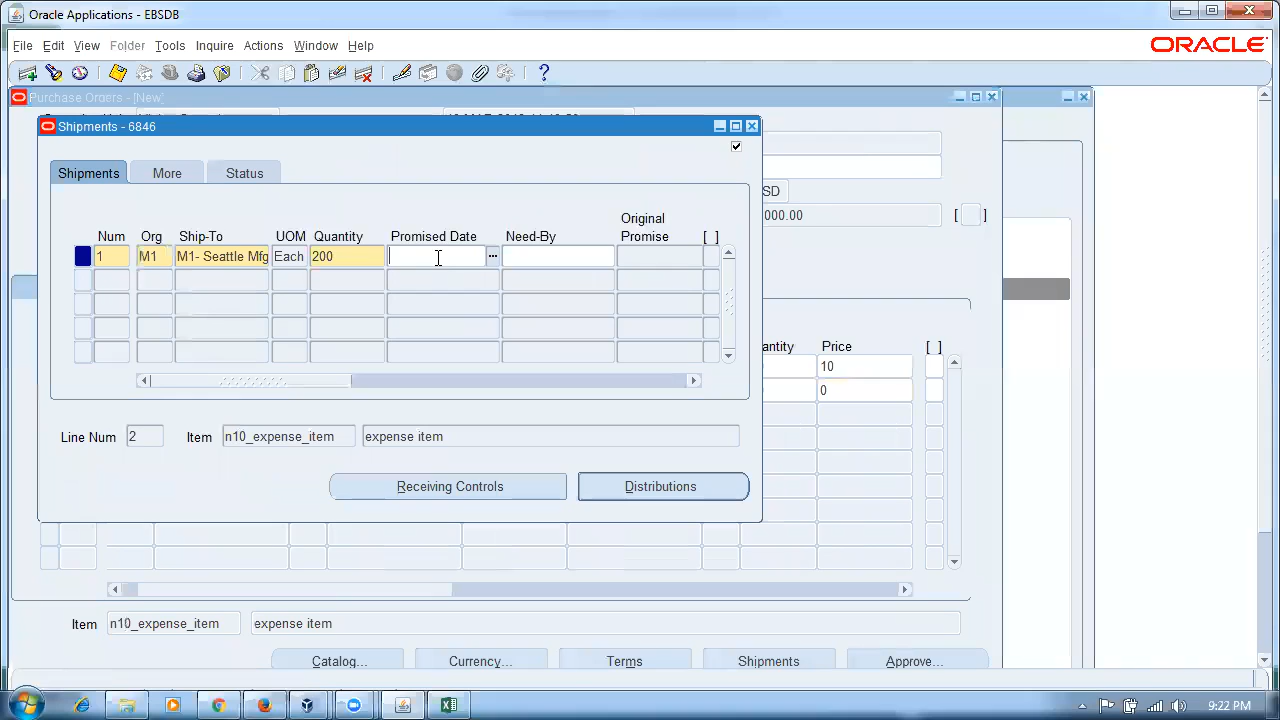 Oracle Applications - EBSDB
File Edit View Folder Tools Inquire Actions Window Help
ORACLE
Purchase Orders - [New]
Shipments - 6846
Shipments More Status
SD
000.00 [ ]
Original
Num Org Ship-To UOM Quantity Promised Date Need-By Promise [ ]
1 M1 M1- Seattle Mfg Each 200
antity Price [ ]
10
0
Line Num 2 Item n10_expense_item expense item
Receiving Controls Distributions
Item n10_expense_item expense item
Catalog... Currency... Terms Shipments Approve...
9:22 PM